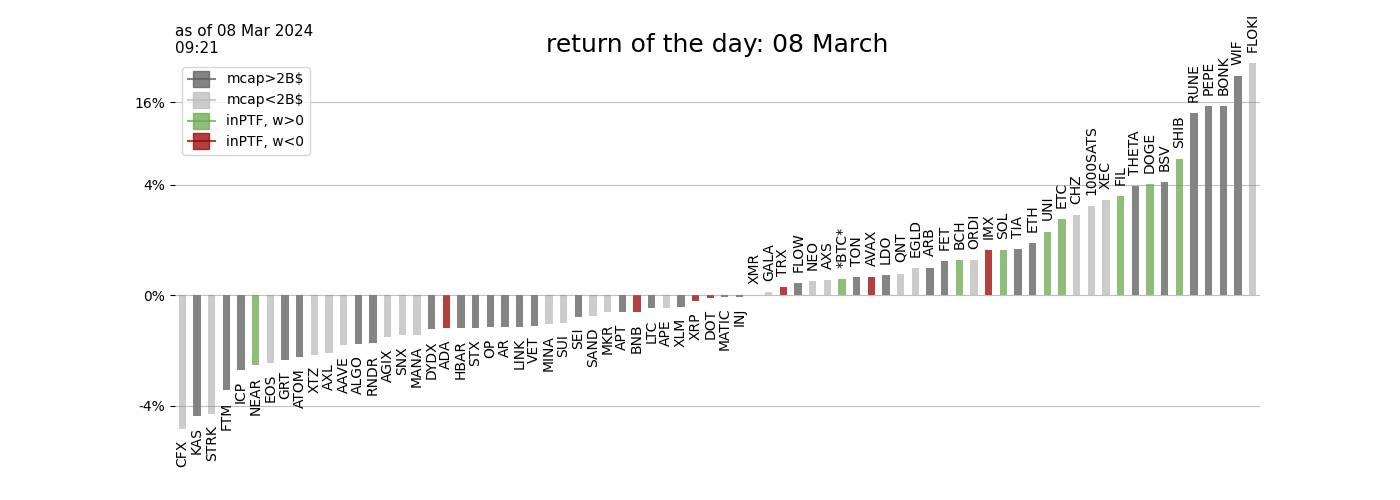 as of 08 Mar 2024
09:21
return of the day: 08 March
mcap>2B$
mcap<2B$
inPTF, w>0
inPTF, w<0
16%
4%
0%
-4%
CFX
KAS
STRK
FTM
ICP
NEAR
EOS
GRT
ATOM
XTZ
AXL
AAVE
ALGO
RNDR
AGIX
SNX
MANA
DYDX
ADA
HBAR
STX
OP
AR
LINK
VET
MINA
SUI
SEI
SAND
MKR
APT
BNB
LTC
APE
XLM
XRP
DOT
MATIC
INJ
XMR
GALA
TRX
FLOW
NEO
AXS
*BTC*
TON
AVAX
LDO
QNT
EGLD
ARB
FET
BCH
ORDI
IMX
SOL
TIA
ETH
UNI
ETC
CHZ
1000SATS
XEC
FIL
THETA
DOGE
BSV
SHIB
RUNE
PEPE
BONK
WIF
FLOKI